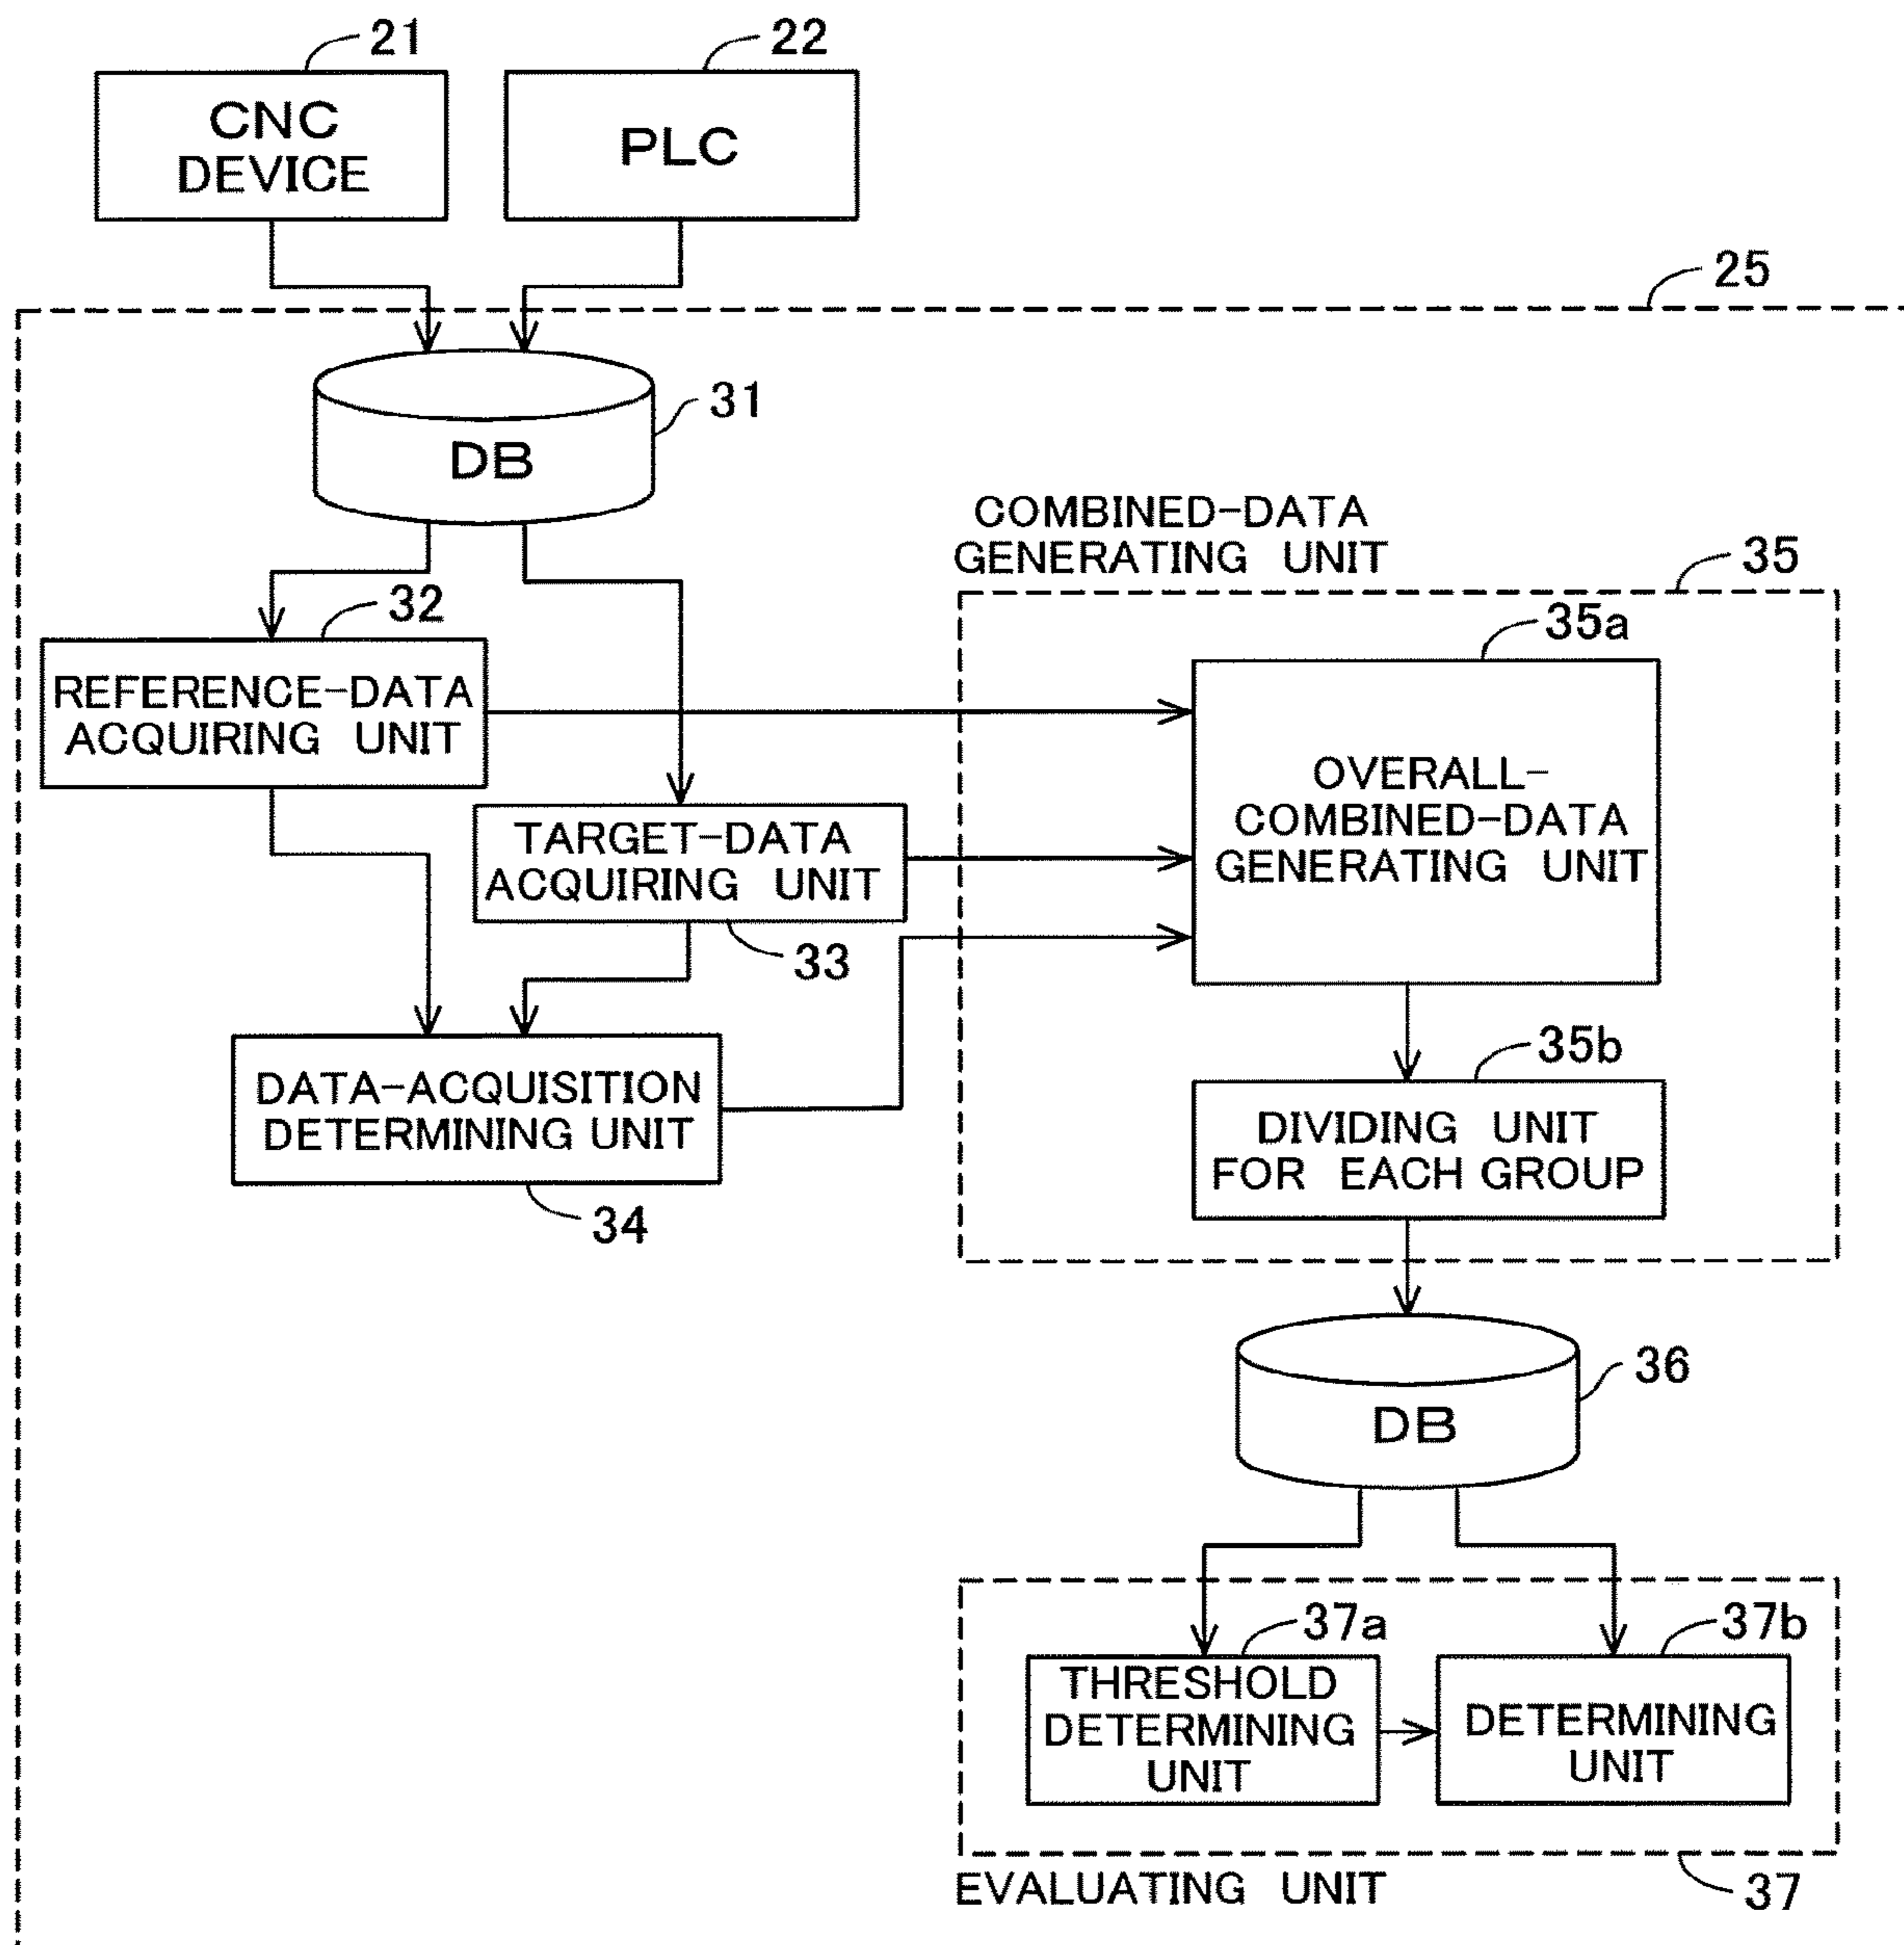 21
22
CNC
DEVICE
PLC
25
31
DB
COMBINED-DATA
GENERATING UNIT
35
32
35a
REFERENCE-DATA
ACQUIRING UNIT
OVERALL-
COMBINED-DATA
GENERATING UNIT
TARGET-DATA
ACQUIRING UNIT
33
35b
DATA-ACQUISITION
DETERMINING UNIT
34
DIVIDING UNIT
FOR EACH GROUP
36
DB
37a
37b
THRESHOLD
DETERMINING
UNIT
DETERMINING
UNIT
EVALUATING UNIT
37